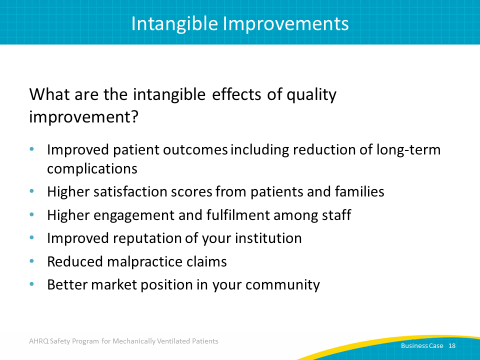 Intangible Improvements
What are the intangible effects of quality
improvement?
• Improved patient outcomes including reduction of long-term
complications
• Higher satisfaction scores from patients and families
• Higher engagement and fulfilment among staff
• Improved reputation of your institution
• Reduced malpractice claims
• Better market position in your community
AHRQ Safety Program for Mechanically Ventilated Patients
Business Case 18